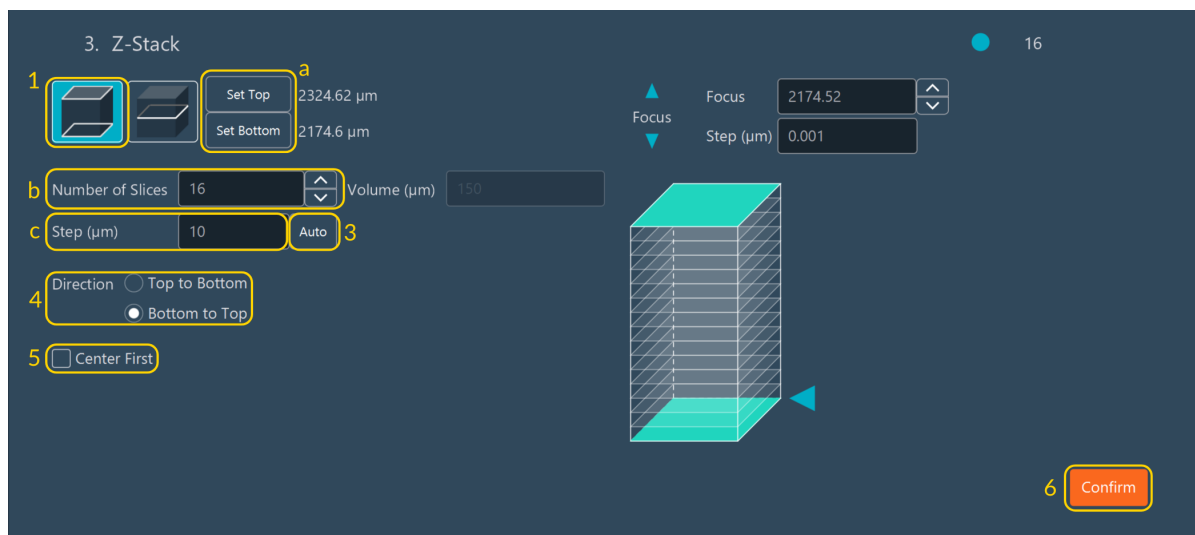 3. Z-Stack
16
1
a
Set Top 2324.62 µm
Set Bottom 2174.6 µm
Focus
Focus 2174.52
Step (µm) 0.001
b Number of Slices 16 Volume (µm) 150
c Step (µm) 10 Auto 3
4 Direction Top to Bottom
Bottom to Top
5 Center First
6 Confirm